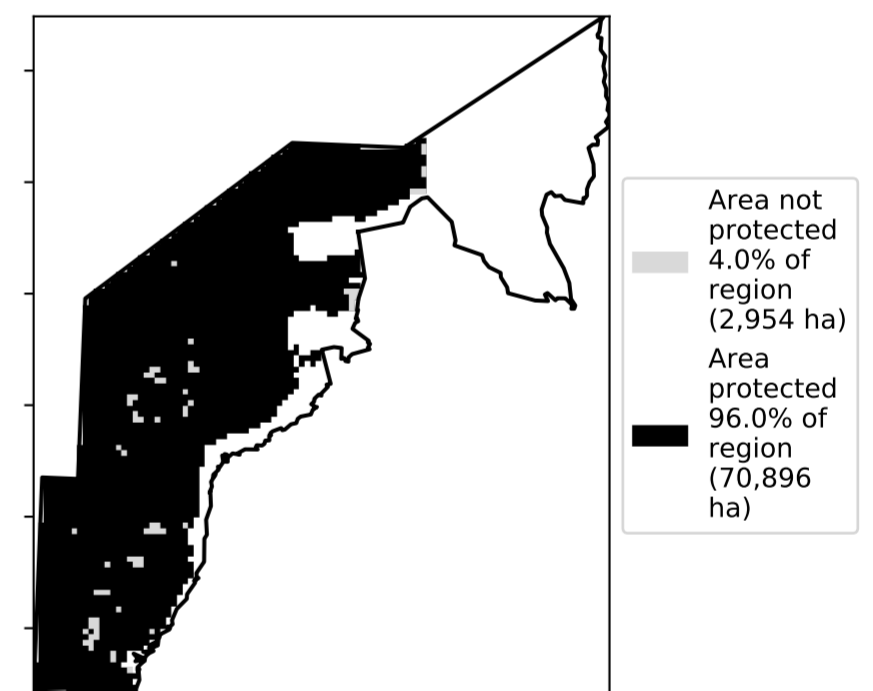 Area not
protected
4.0% of
region
(2,954 ha)
Area
protected
96.0% of
region
(70,896
ha)